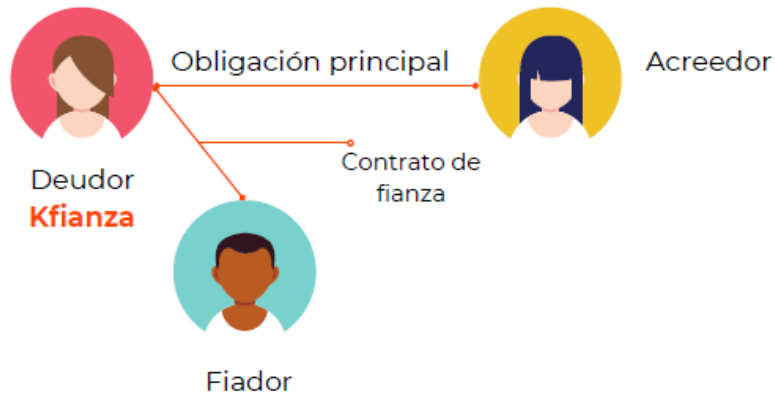 Obligación principal
Acreedor
Contrato de
fianza
Deudor
Kfianza
Fiador